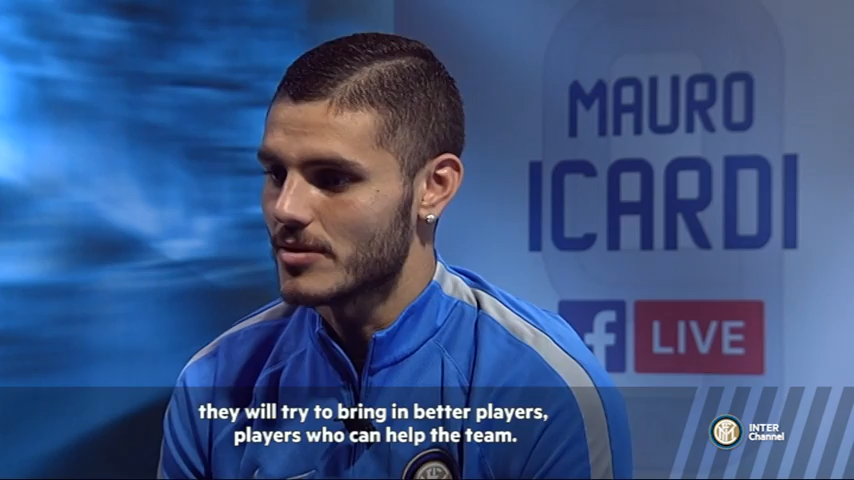 MAURO
ICARDI
f LIVE
they will try to bring in better players,
players who can help the team.
INTER
Channel